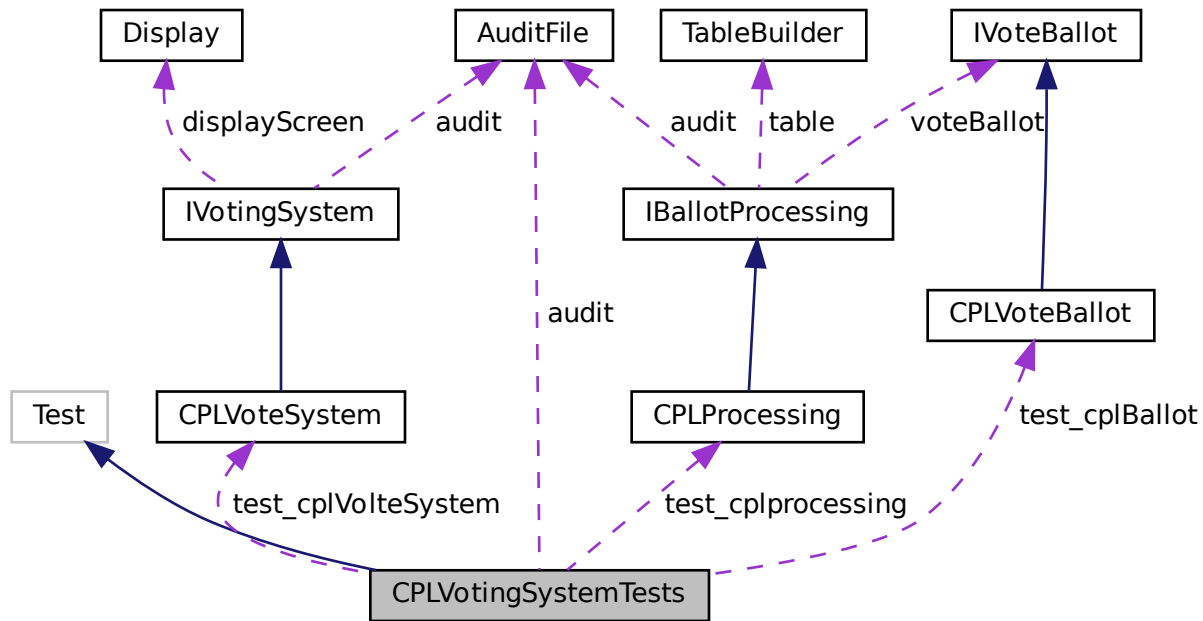 Display
AuditFile
TableBuilder
IVoteBallot
displayScreen
audit
audit
table
voteBallot
IVotingSystem
IBallotProcessing
audit
CPLVoteBallot
Test
CPLVoteSystem
CPLProcessing
test_cplBallot
test_cplVolteSystem
test_cplprocessing
CPLVotingSystemTests